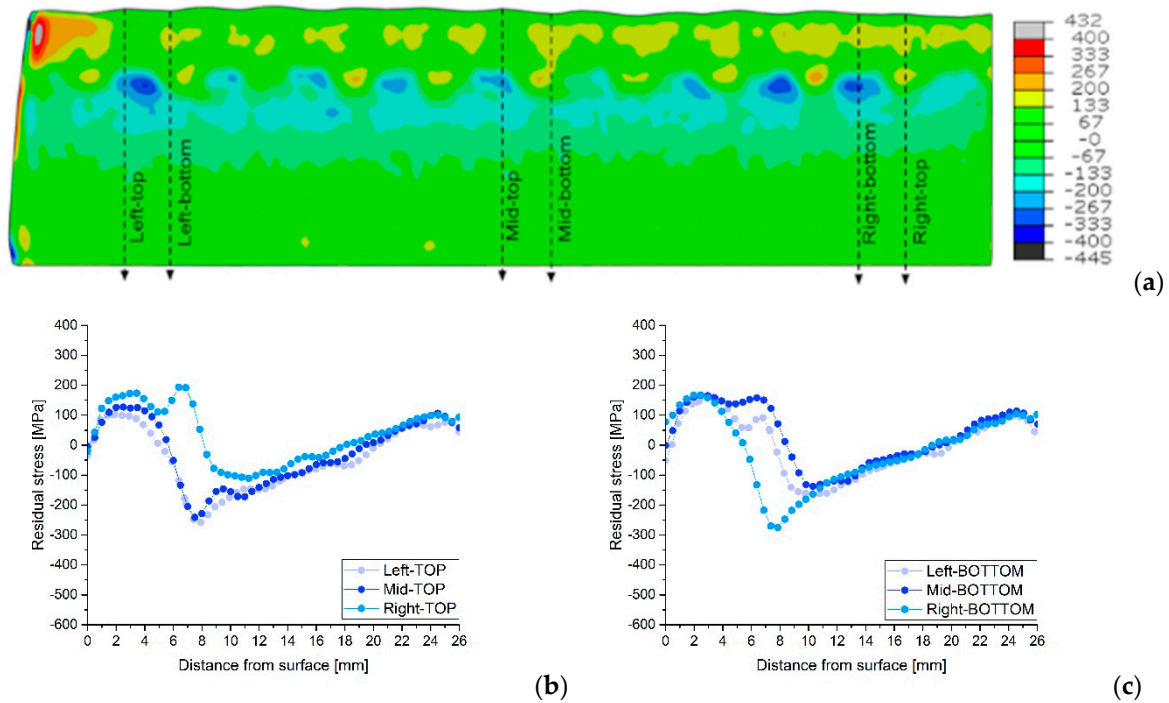 432
400
333
267
200
133
67
-0
-67
-133
-200
-267
-333
-400
-445
Left-top
Left-bottom
Mid-top
Mid-bottom
Right-bottom
Right-top
(a)
400
300
200
100
0
-100
-200
-300
-400
-500
-600
Residual stress [MPa]
Left-TOP
Mid-TOP
Right-TOP
0 2 4 6 8 10 12 14 16 18 20 22 24 26
Distance from surface [mm]
(b)
400
300
200
100
0
-100
-200
-300
-400
-500
-600
Residual stress [MPa]
Left-BOTTOM
Mid-BOTTOM
Right-BOTTOM
0 2 4 6 8 10 12 14 16 18 20 22 24 26
Distance from surface [mm]
(c)